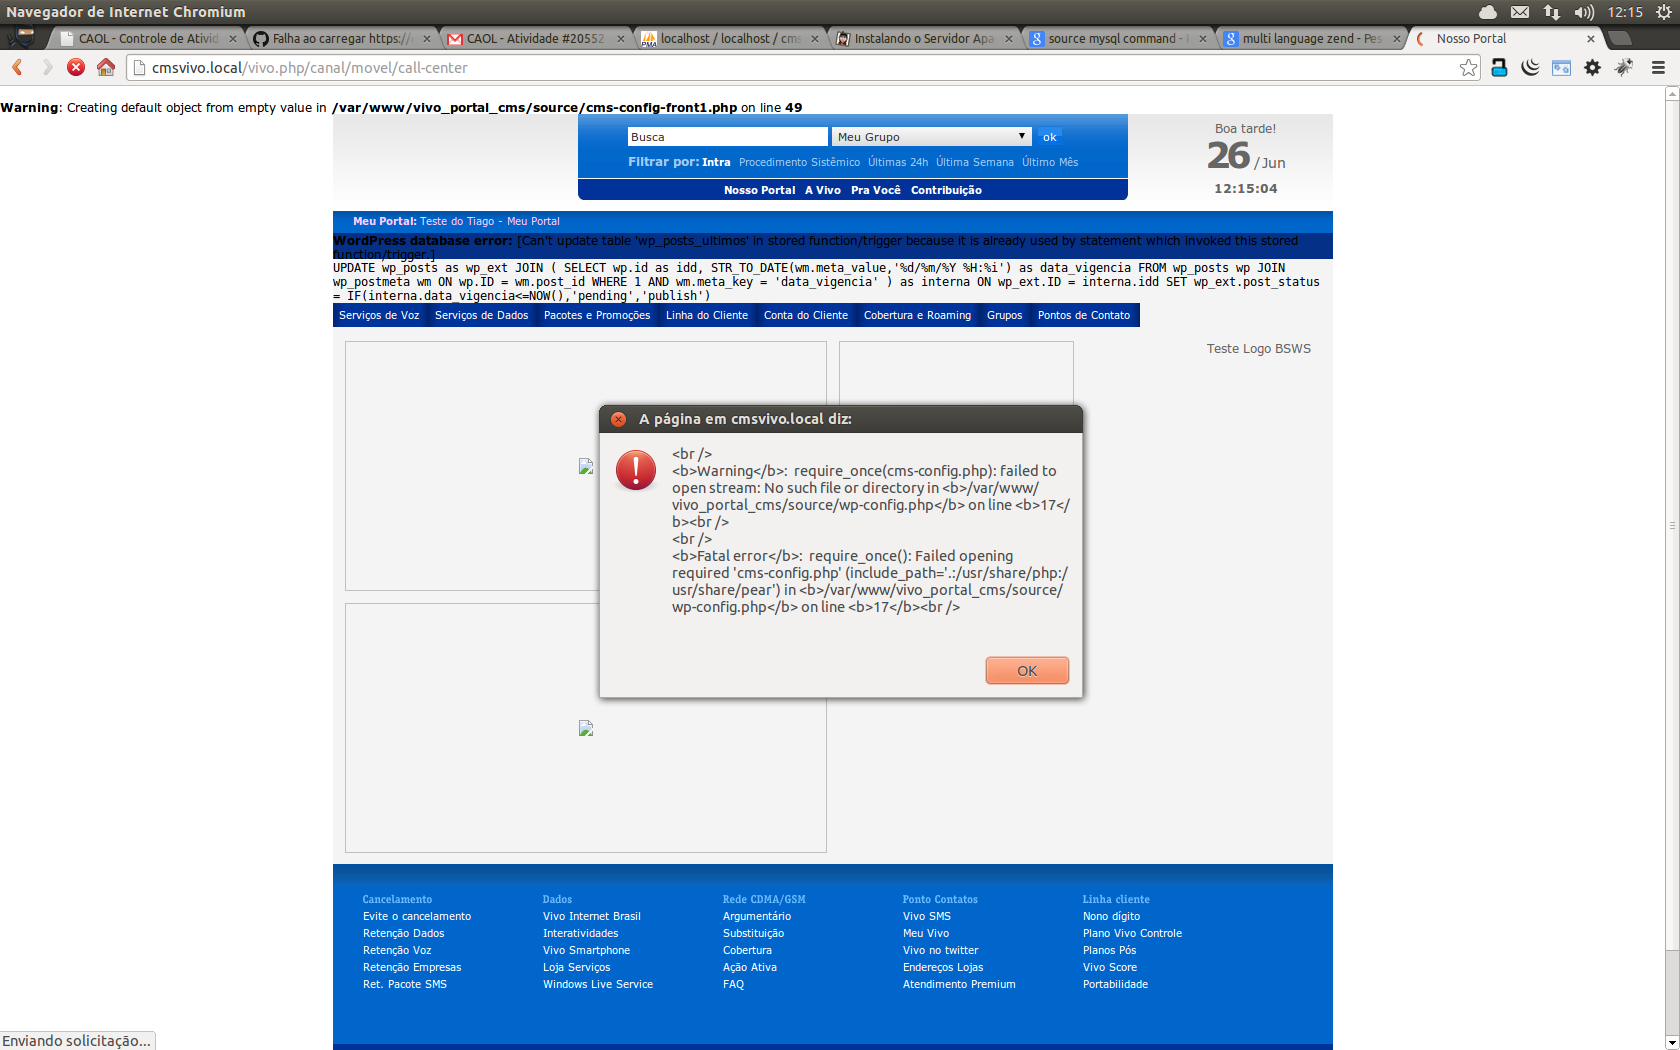 Navegador de Internet Chromium
12:15
CAOL - Controle de Ativid
Falha ao carregar https://
CAOL - Atividade #20552
localhost / localhost / cms
Instalando o Servidor Apa
source mysql command -
multi language zend - Pes
Nosso Portal
cmsvivo.local/vivo.php/canal/movel/call-center
Warning: Creating default object from empty value in /var/www/vivo_portal_cms/source/cms-config-front1.php on line 49
Busca
Meu Grupo
ok
Filtrar por: Intra Procedimento Sistêmico Últimas 24h Última Semana Último Mês
Nosso Portal A Vivo Pra Você Contribuição
Boa tarde!
26 /Jun
12:15:04
Meu Portal: Teste do Tiago - Meu Portal
WordPress database error: [Can't update table 'wp_posts_ultimos' in stored function/trigger because it is already used by statement which invoked this stored
function/trigger.]
UPDATE wp_posts as wp_ext JOIN ( SELECT wp.id as idd, STR_TO_DATE(wm.meta_value,'%d/%m/%Y %H:%i') as data_vigencia FROM wp_posts wp JOIN
wp_postmeta wm ON wp.ID = wm.post_id WHERE 1 AND wm.meta_key = 'data_vigencia' ) as interna ON wp_ext.ID = interna.idd SET wp_ext.post_status
= IF(interna.data_vigencia<=NOW(),'pending','publish')
Serviços de Voz Serviços de Dados Pacotes e Promoções Linha do Cliente Conta do Cliente Cobertura e Roaming Grupos Pontos de Contato
Teste Logo BSWS
A página em cmsvivo.local diz:
<br />
<b>Warning</b>: require_once(cms-config.php): failed to
open stream: No such file or directory in <b>/var/www/
vivo_portal_cms/source/wp-config.php</b> on line <b>17</
b><br />
<br />
<b>Fatal error</b>: require_once(): Failed opening
required 'cms-config.php' (include_path='.:/usr/share/php:/
usr/share/pear') in <b>/var/www/vivo_portal_cms/source/
wp-config.php</b> on line <b>17</b><br />
OK
Cancelamento
Evite o cancelamento
Retenção Dados
Retenção Voz
Retenção Empresas
Ret. Pacote SMS
Dados
Vivo Internet Brasil
Interatividades
Vivo Smartphone
Loja Serviços
Windows Live Service
Rede CDMA/GSM
Argumentário
Substituição
Cobertura
Ação Ativa
FAQ
Ponto Contatos
Vivo SMS
Meu Vivo
Vivo no twitter
Endereços Lojas
Atendimento Premium
Linha cliente
Nono dígito
Plano Vivo Controle
Planos Pós
Vivo Score
Portabilidade
Enviando solicitação...